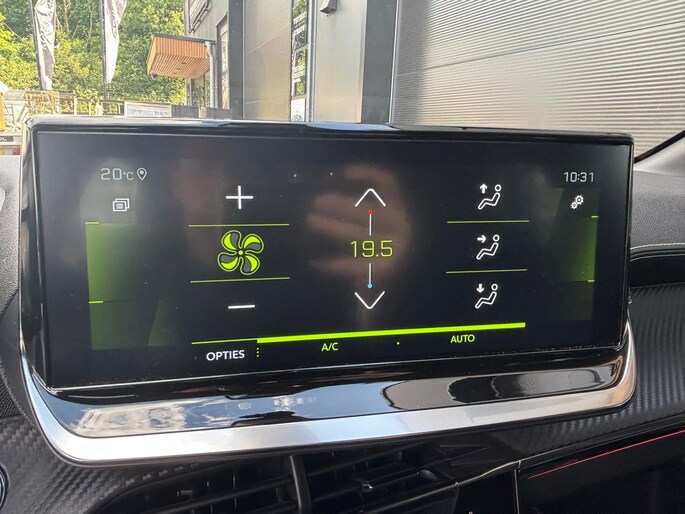 20°C
10:31
19.5
OPTIES
A/C
AUTO